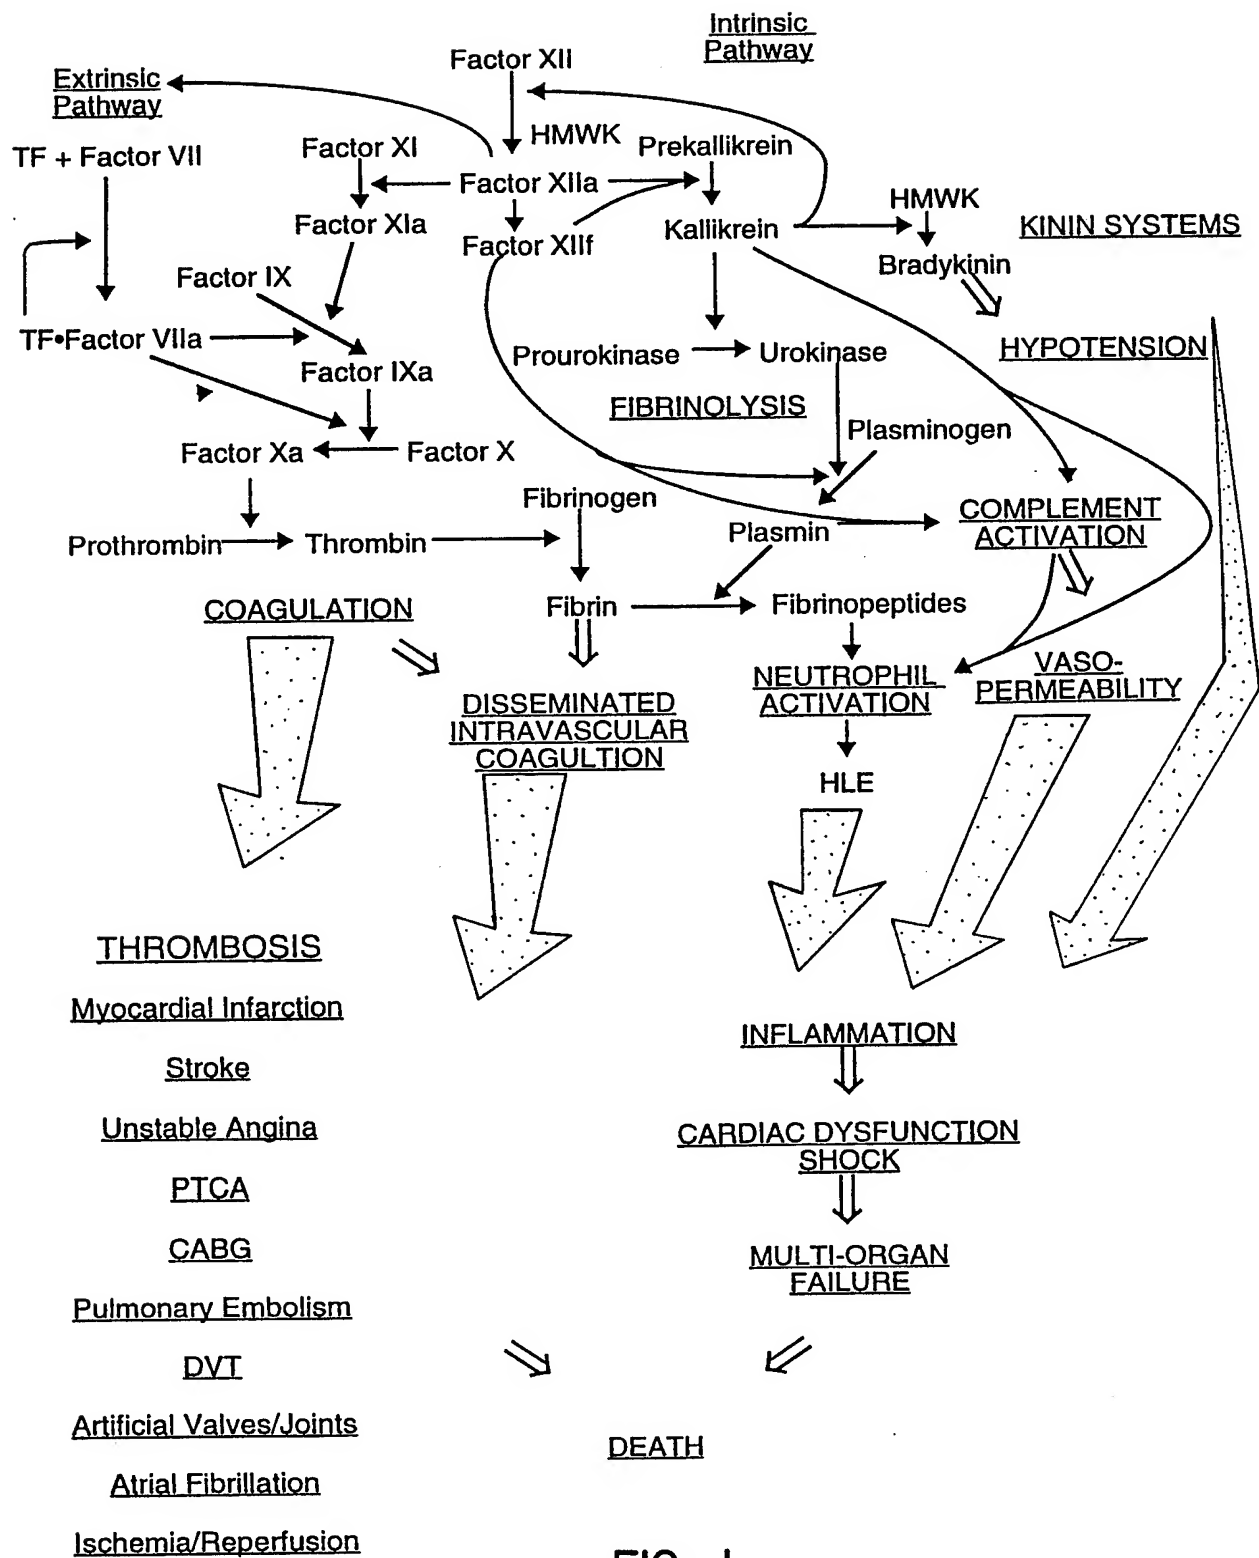 Intrinsic
Pathway
Factor XII
Extrinsic
Pathway
HMWK
TF + Factor VII
Factor XI
Prekallikrein
Factor XIIa
HMWK
Factor XIa
Factor XIIf
Kallikrein
KININ SYSTEMS
Bradykinin
Factor IX
TF•Factor VIIa
HYPOTENSION
Prourokinase
Urokinase
Factor IXa
FIBRINOLYSIS
Plasminogen
Factor Xa
Factor X
Fibrinogen
COMPLEMENT
ACTIVATION
Plasmin
Prothrombin
Thrombin
COAGULATION
Fibrin
Fibrinopeptides
NEUTROPHIL
ACTIVATION
VASO-
PERMEABILITY
DISSEMINATED
INTRAVASCULAR
COAGULTION
HLE
THROMBOSIS
Myocardial Infarction
Stroke
Unstable Angina
PTCA
CABG
Pulmonary Embolism
DVT
Artificial Valves/Joints
Atrial Fibrillation
Ischemia/Reperfusion
INFLAMMATION
CARDIAC DYSFUNCTION
SHOCK
MULTI-ORGAN
FAILURE
DEATH